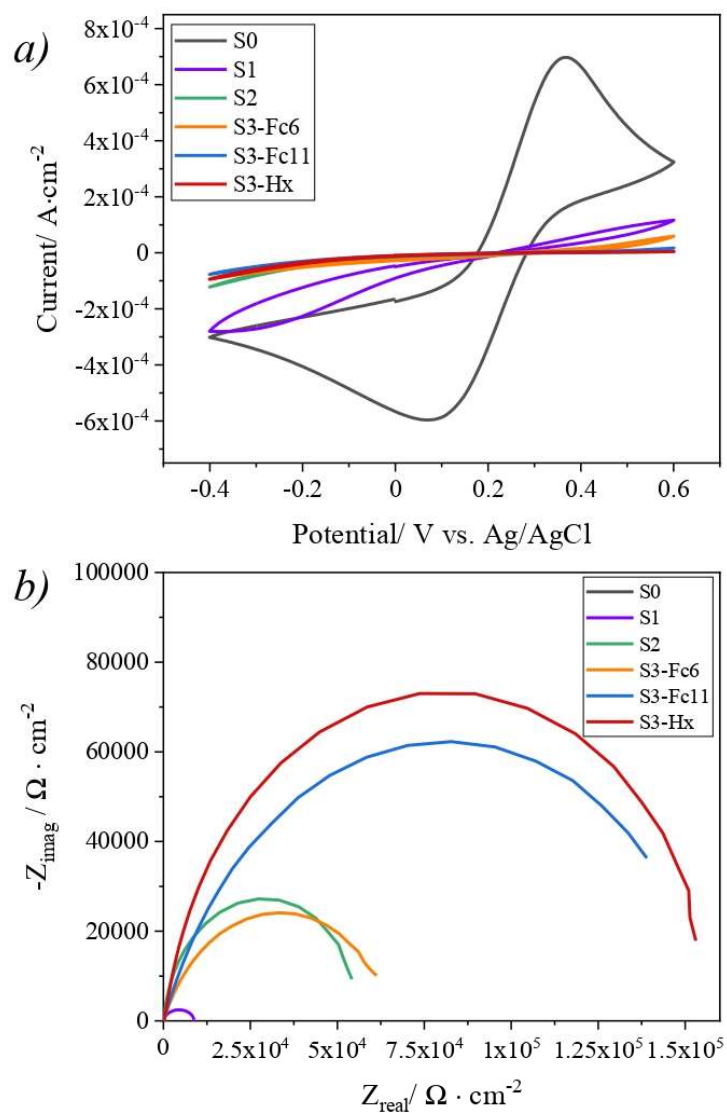 a)
S0
S1
S2
S3-Fc6
S3-Fc11
S3-Hx
8x10⁻⁴
6x10⁻⁴
4x10⁻⁴
2x10⁻⁴
0
-2x10⁻⁴
-4x10⁻⁴
-6x10⁻⁴
Current/ A·cm⁻²
-0.4 -0.2 0 0.2 0.4 0.6
Potential/ V vs. Ag/AgCl
b)
S0
S1
S2
S3-Fc6
S3-Fc11
S3-Hx
100000
80000
60000
40000
20000
0
-Z_imag / Ω · cm⁻²
0 2.5x10⁴ 5x10⁴ 7.5x10⁴ 1x10⁵ 1.25x10⁵ 1.5x10⁵
Z_real/ Ω · cm⁻²